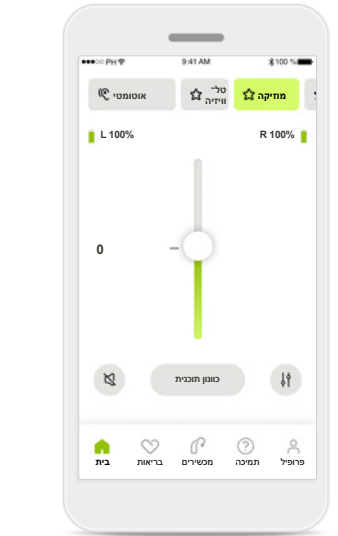 PH
9:41 AM
100 %
אוטומטי
טל-
וויזיה
מוזיקה
L 100%
R 100%
0
כוונון תוכנית
בית
בריאות
מכשירים
תמיכה
פרופיל